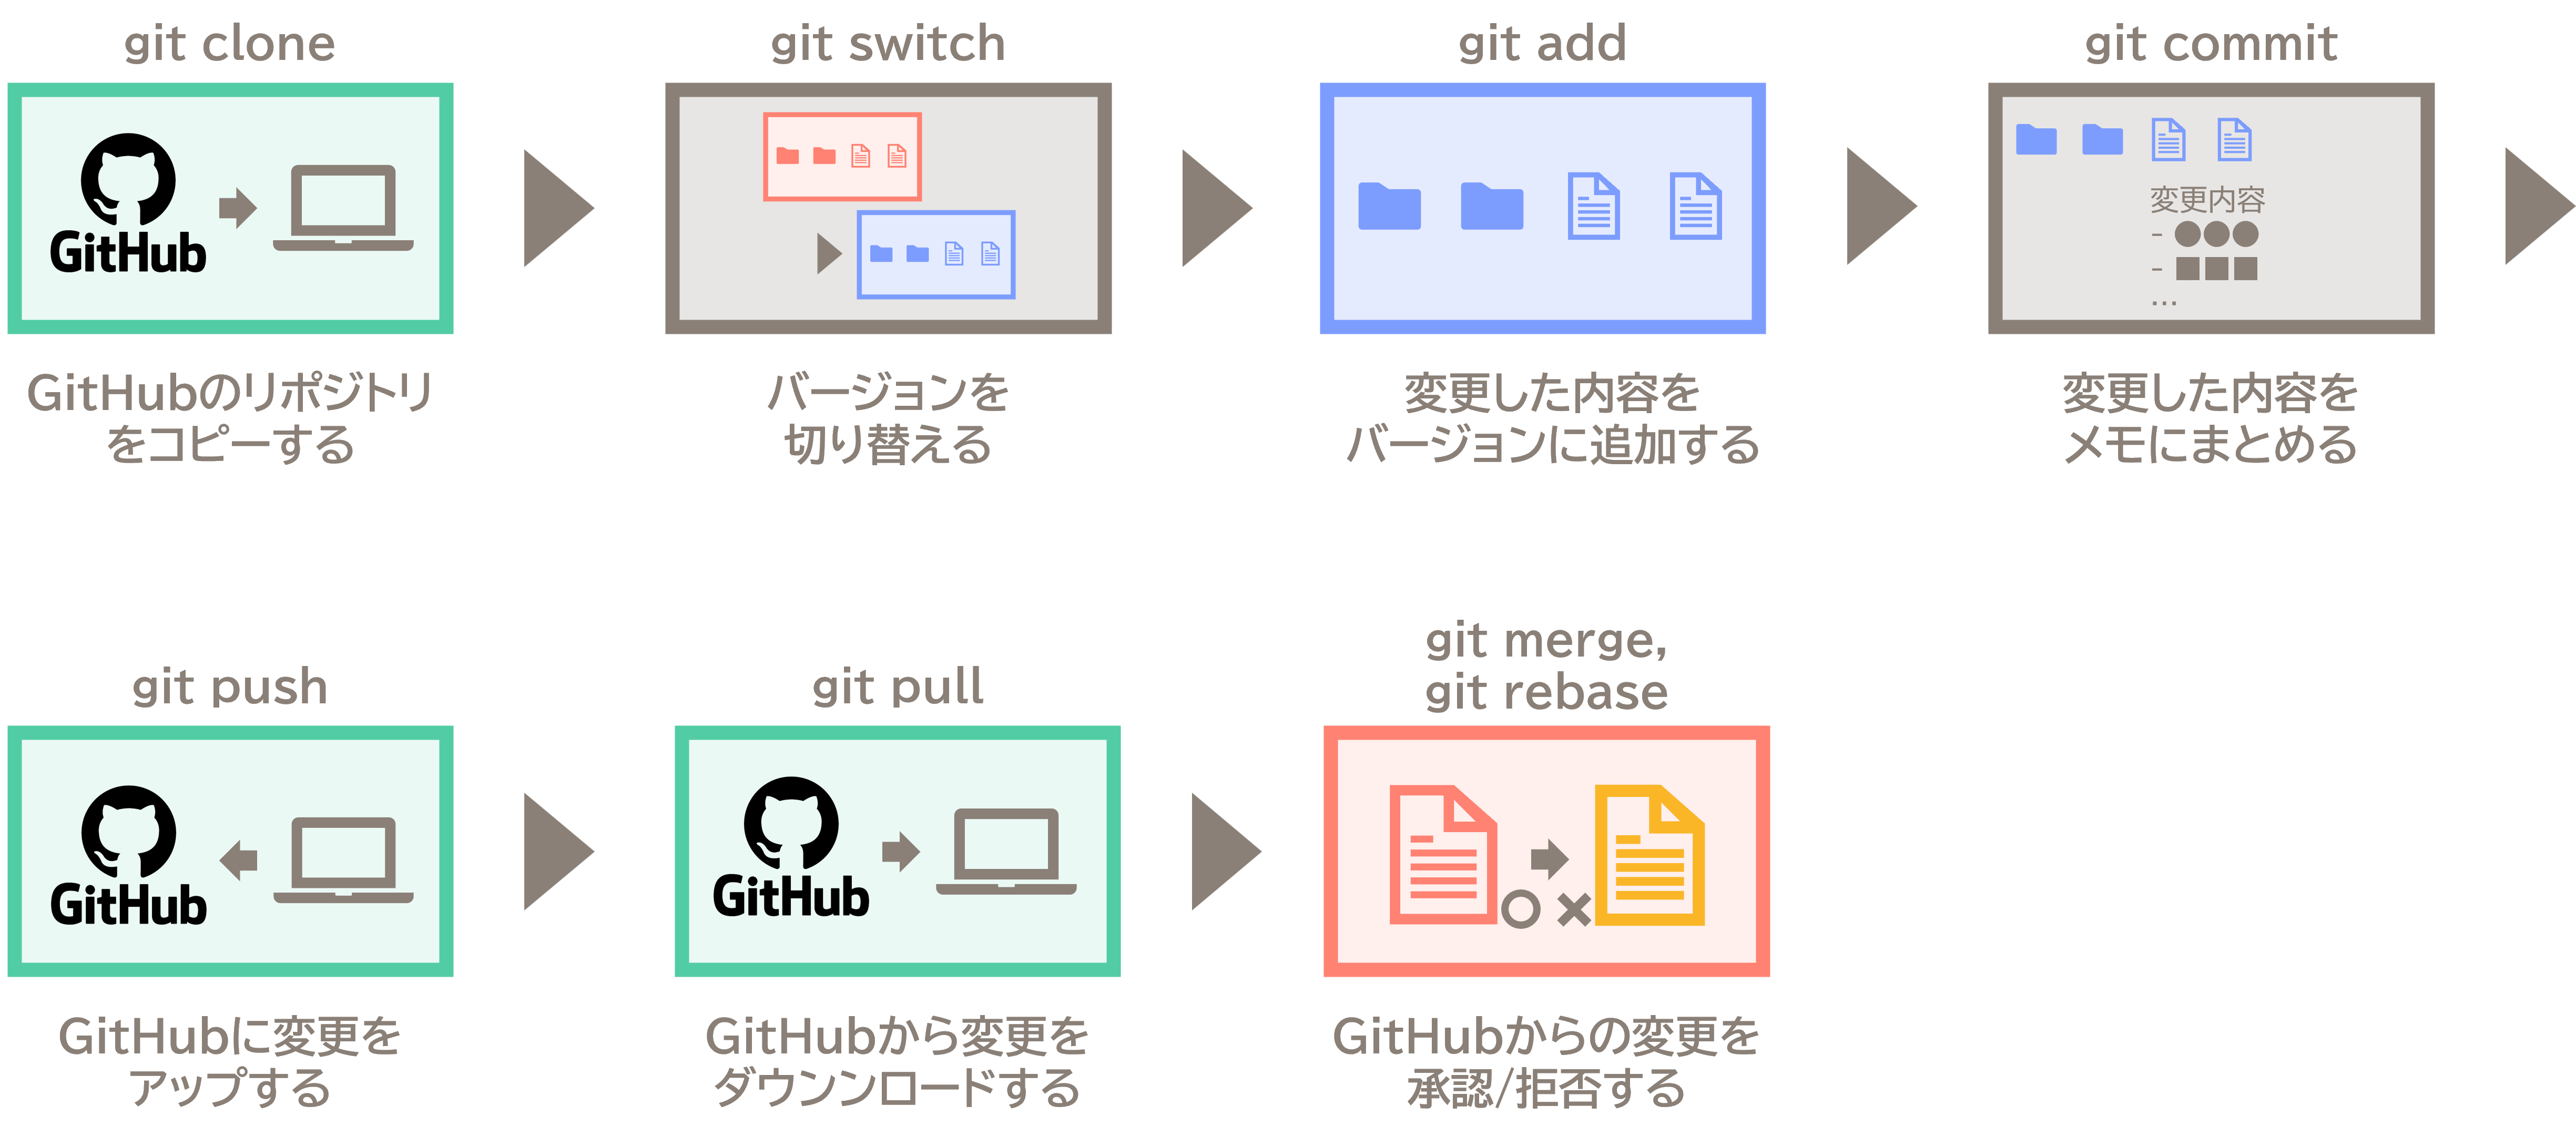 git clone
GitHub
GitHubのリポジトリ
をコピーする
git switch
バージョンを
切り替える
git add
変更した内容を
バージョンに追加する
git commit
変更内容
- ●●●
- ■■■
...
変更した内容を
メモにまとめる
git push
GitHub
GitHubに変更を
アップする
git pull
GitHub
GitHubから変更を
ダウンンロードする
git merge,
git rebase
GitHubからの変更を
承認/拒否する